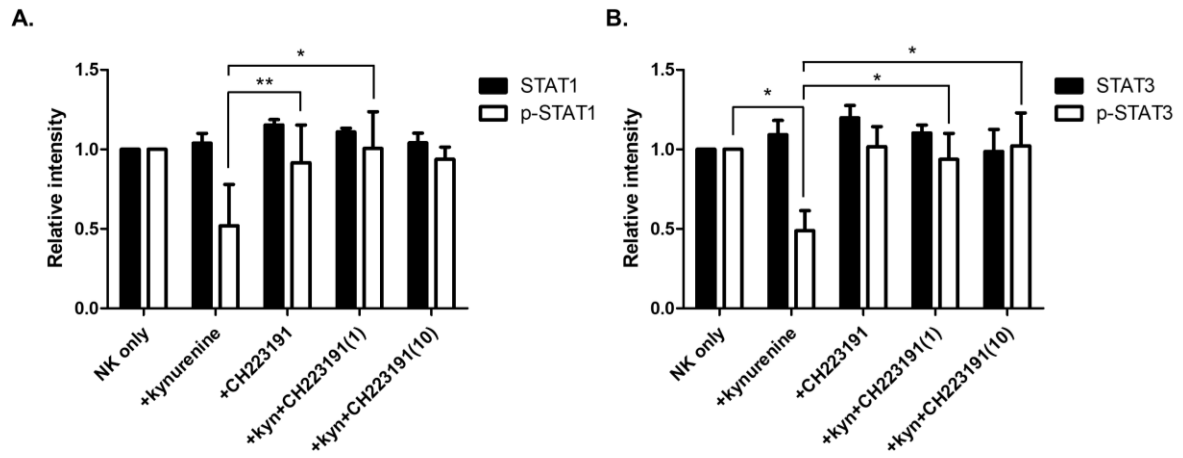 A.
*
**
1.5
1.0
0.5
0.0
Relative intensity
STAT1
p-STAT1
NK only
+kynurenine
+CH223191
+kyn+CH223191(1)
+kyn+CH223191(10)
B.
*
*
*
1.5
1.0
0.5
0.0
Relative intensity
STAT3
p-STAT3
NK only
+kynurenine
+CH223191
+kyn+CH223191(1)
+kyn+CH223191(10)